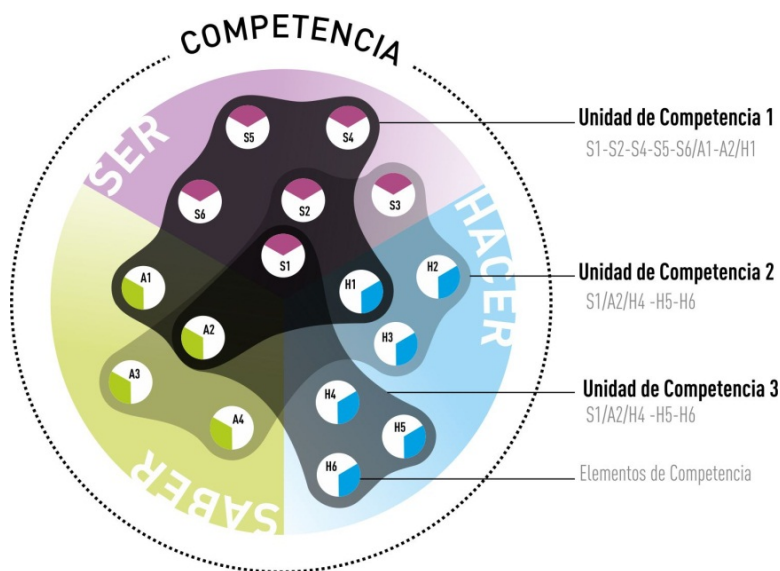 COMPETENCIA
SER
HACER
SABER
S5
S4
S6
S2
S3
S1
A1
H1
H2
A2
H3
A3
H4
A4
H5
H6
Unidad de Competencia 1
S1-S2-S4-S5-S6/A1-A2/H1
Unidad de Competencia 2
S1/A2/H4 -H5-H6
Unidad de Competencia 3
S1/A2/H4 -H5-H6
Elementos de Competencia